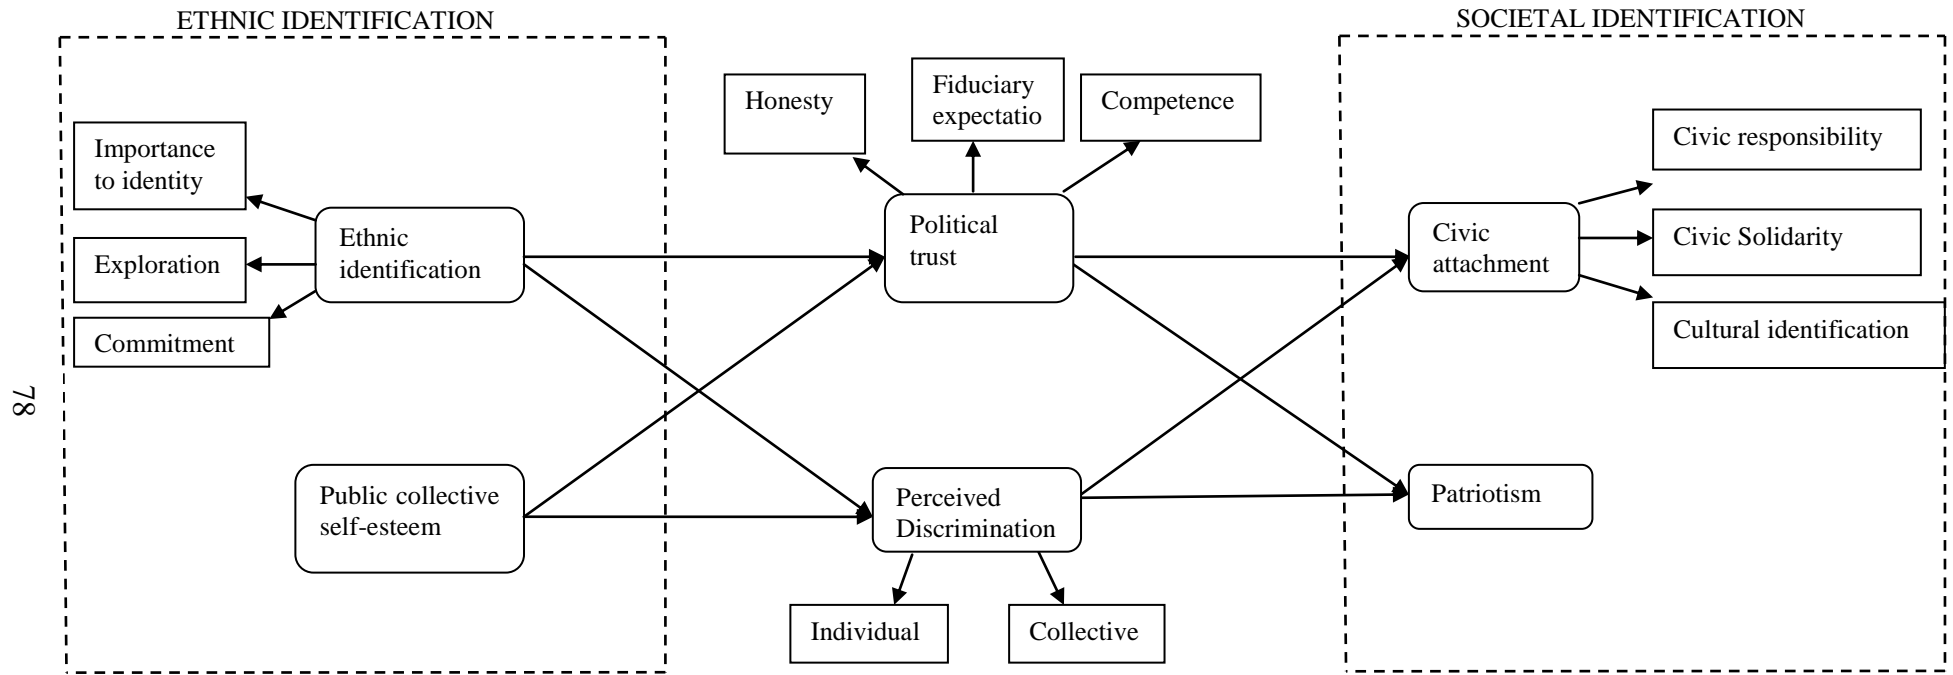 ETHNIC IDENTIFICATION
SOCIETAL IDENTIFICATION
Importance
to identity
Exploration
Commitment
Ethnic
identification
Public collective
self-esteem
Honesty
Fiduciary
expectatio
Competence
Political
trust
Perceived
Discrimination
Individual
Collective
Civic
attachment
Patriotism
Civic responsibility
Civic Solidarity
Cultural identification
78